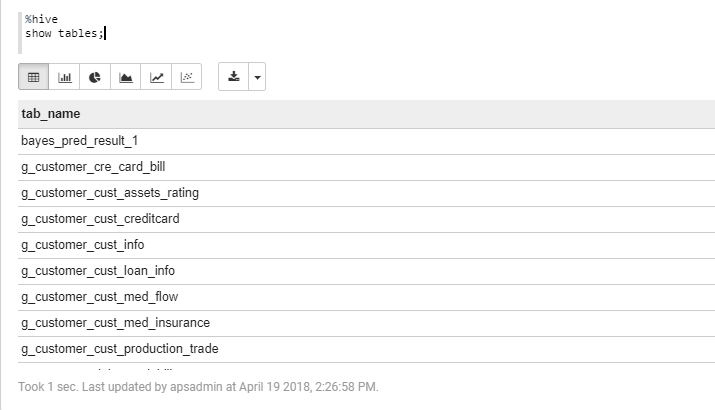 %hive
show tables;
tab_name
bayes_pred_result_1
g_customer_cre_card_bill
g_customer_cust_assets_rating
g_customer_cust_creditcard
g_customer_cust_info
g_customer_cust_loan_info
g_customer_cust_med_flow
g_customer_cust_med_insurance
g_customer_cust_production_trade
Took 1 sec. Last updated by apsadmin at April 19 2018, 2:26:58 PM.